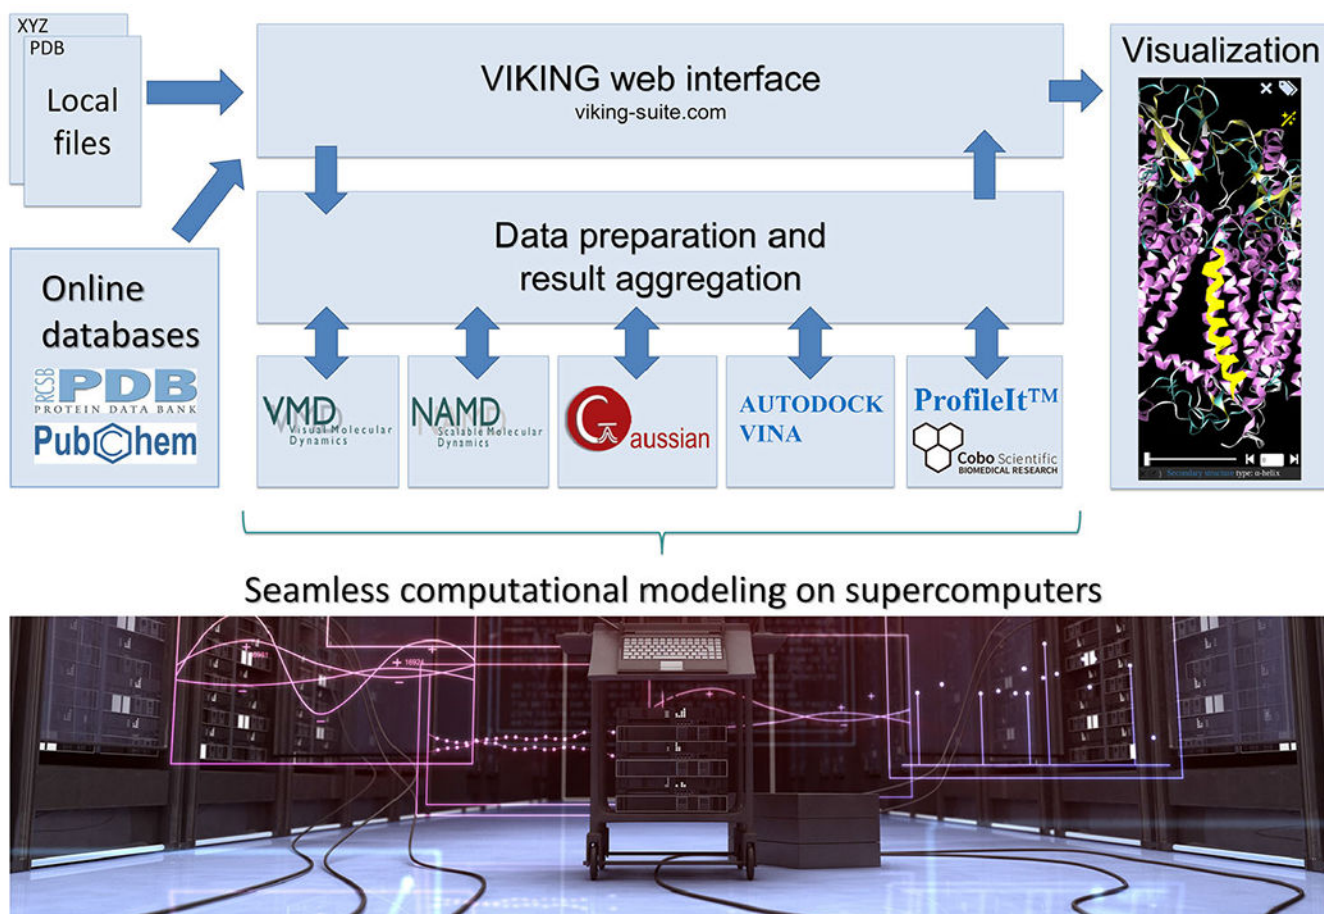 XYZ
PDB
Local
files
VIKING web interface
viking-suite.com
Visualization
Data preparation and
result aggregation
Online
databases
RCSB
PDB
PROTEIN DATA BANK
PubChem
VMD
Visual Molecular
Dynamics
NAMD
Scalable Molecular
Dynamics
Gaussian
AUTODOCK
VINA
ProfileIt™
Cobo Scientific
BIOMEDICAL RESEARCH
Secondary structure type: α-helix
Seamless computational modeling on supercomputers
16924